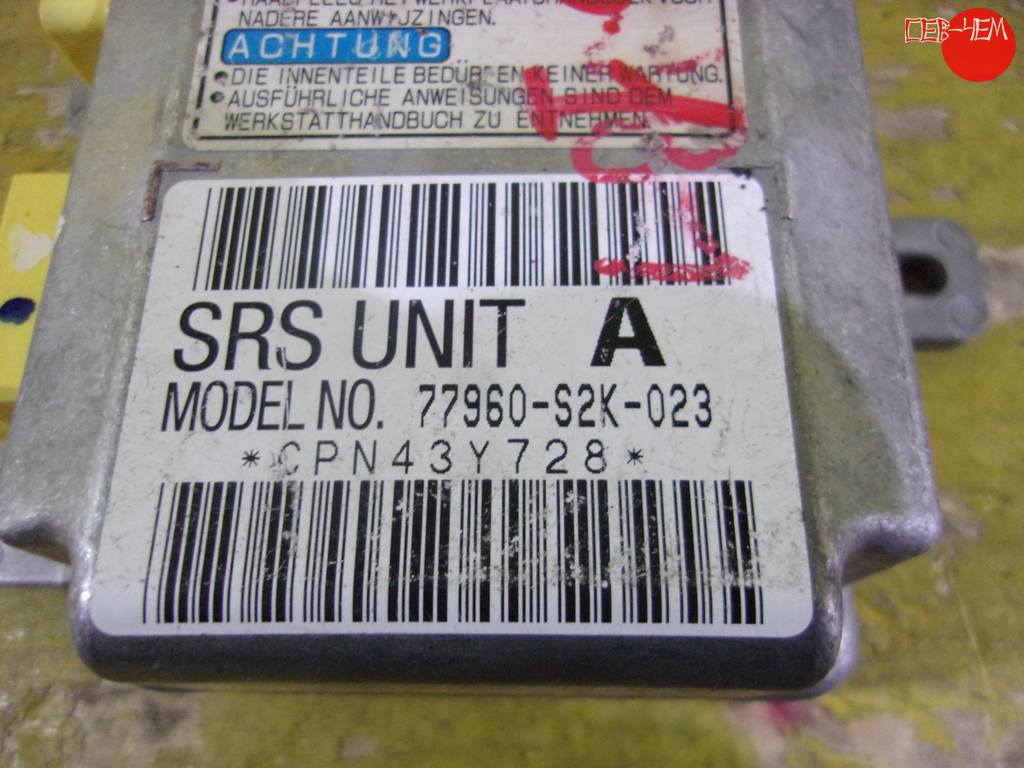 NADERE AANWIJZINGEN.
ACHTUNG
• DIE INNENTEILE BEDÜRFEN KEINER WARTUNG.
• AUSFÜHRLICHE ANWEISUNGEN SIND DEM
WERKSTATTHANDBUCH ZU ENTNEHMEN.
SRS UNIT A
MODEL NO. 77960-S2K-023
*CPN43Y728*